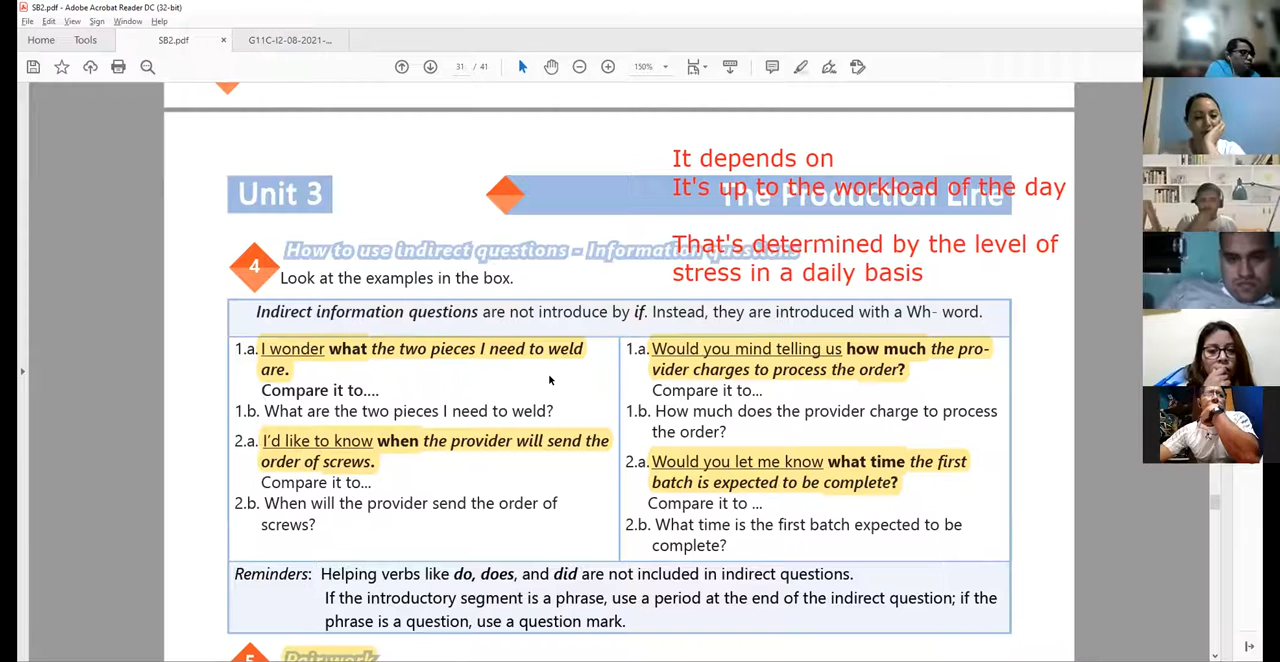 SB2.pdf - Adobe Acrobat Reader DC (32-bit)
File Edit View Sign Window Help
Home Tools SB2.pdf × G11C-I2-08-2021-...
31 / 41 150%
It depends on
It's up to the workload of the day
Unit 3 The Production Line
That's determined by the level of
stress in a daily basis
How to use indirect questions - Information questions
4 Look at the examples in the box.
Indirect information questions are not introduce by if. Instead, they are introduced with a Wh- word.
1.a. I wonder what the two pieces I need to weld
are.
Compare it to....
1.b. What are the two pieces I need to weld?
2.a. I'd like to know when the provider will send the
order of screws.
Compare it to...
2.b. When will the provider send the order of
screws?
1.a. Would you mind telling us how much the pro-
vider charges to process the order?
Compare it to...
1.b. How much does the provider charge to process
the order?
2.a. Would you let me know what time the first
batch is expected to be complete?
Compare it to ...
2.b. What time is the first batch expected to be
complete?
Reminders: Helping verbs like do, does, and did are not included in indirect questions.
If the introductory segment is a phrase, use a period at the end of the indirect question; if the
phrase is a question, use a question mark.
5 Pair work